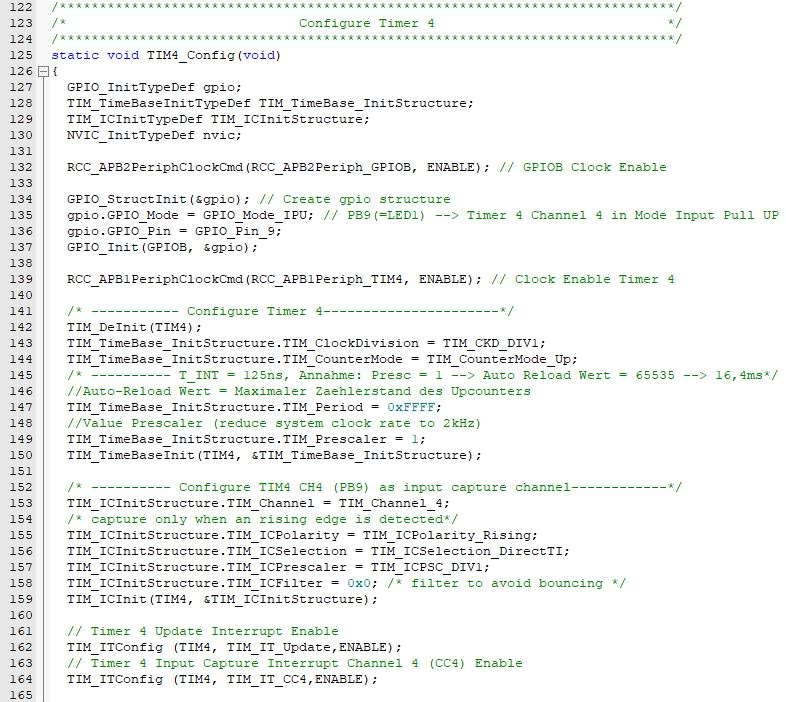 122 /*****************************************************************************/
123 /*                             Configure Timer 4                             */
124 /*****************************************************************************/
125 static void TIM4_Config(void)
126 {
127   GPIO_InitTypeDef gpio;
128   TIM_TimeBaseInitTypeDef TIM_TimeBase_InitStructure;
129   TIM_ICInitTypeDef TIM_ICInitStructure;
130   NVIC_InitTypeDef nvic;
131
132   RCC_APB2PeriphClockCmd(RCC_APB2Periph_GPIOB, ENABLE); // GPIOB Clock Enable
133
134   GPIO_StructInit(&gpio); // Create gpio structure
135   gpio.GPIO_Mode = GPIO_Mode_IPU; // PB9(=LED1) --> Timer 4 Channel 4 in Mode Input Pull UP
136   gpio.GPIO_Pin = GPIO_Pin_9;
137   GPIO_Init(GPIOB, &gpio);
138
139   RCC_APB1PeriphClockCmd(RCC_APB1Periph_TIM4, ENABLE); // Clock Enable Timer 4
140
141   /* ----------- Configure Timer 4----------------------*/
142   TIM_DeInit(TIM4);
143   TIM_TimeBase_InitStructure.TIM_ClockDivision = TIM_CKD_DIV1;
144   TIM_TimeBase_InitStructure.TIM_CounterMode = TIM_CounterMode_Up;
145   /* ---------- T_INT = 125ns, Annahme: Presc = 1 --> Auto Reload Wert = 65535 --> 16,4ms*/
146   //Auto-Reload Wert = Maximaler Zaehlerstand des Upcounters
147   TIM_TimeBase_InitStructure.TIM_Period = 0xFFFF;
148   //Value Prescaler (reduce system clock rate to 2kHz)
149   TIM_TimeBase_InitStructure.TIM_Prescaler = 1;
150   TIM_TimeBaseInit(TIM4, &TIM_TimeBase_InitStructure);
151
152   /* ---------- Configure TIM4 CH4 (PB9) as input capture channel------------*/
153   TIM_ICInitStructure.TIM_Channel = TIM_Channel_4;
154   /* capture only when an rising edge is detected*/
155   TIM_ICInitStructure.TIM_ICPolarity = TIM_ICPolarity_Rising;
156   TIM_ICInitStructure.TIM_ICSelection = TIM_ICSelection_DirectTI;
157   TIM_ICInitStructure.TIM_ICPrescaler = TIM_ICPSC_DIV1;
158   TIM_ICInitStructure.TIM_ICFilter = 0x0; /* filter to avoid bouncing */
159   TIM_ICInit(TIM4, &TIM_ICInitStructure);
160
161   // Timer 4 Update Interrupt Enable
162   TIM_ITConfig (TIM4, TIM_IT_Update,ENABLE);
163   // Timer 4 Input Capture Interrupt Channel 4 (CC4) Enable
164   TIM_ITConfig (TIM4, TIM_IT_CC4,ENABLE);
165